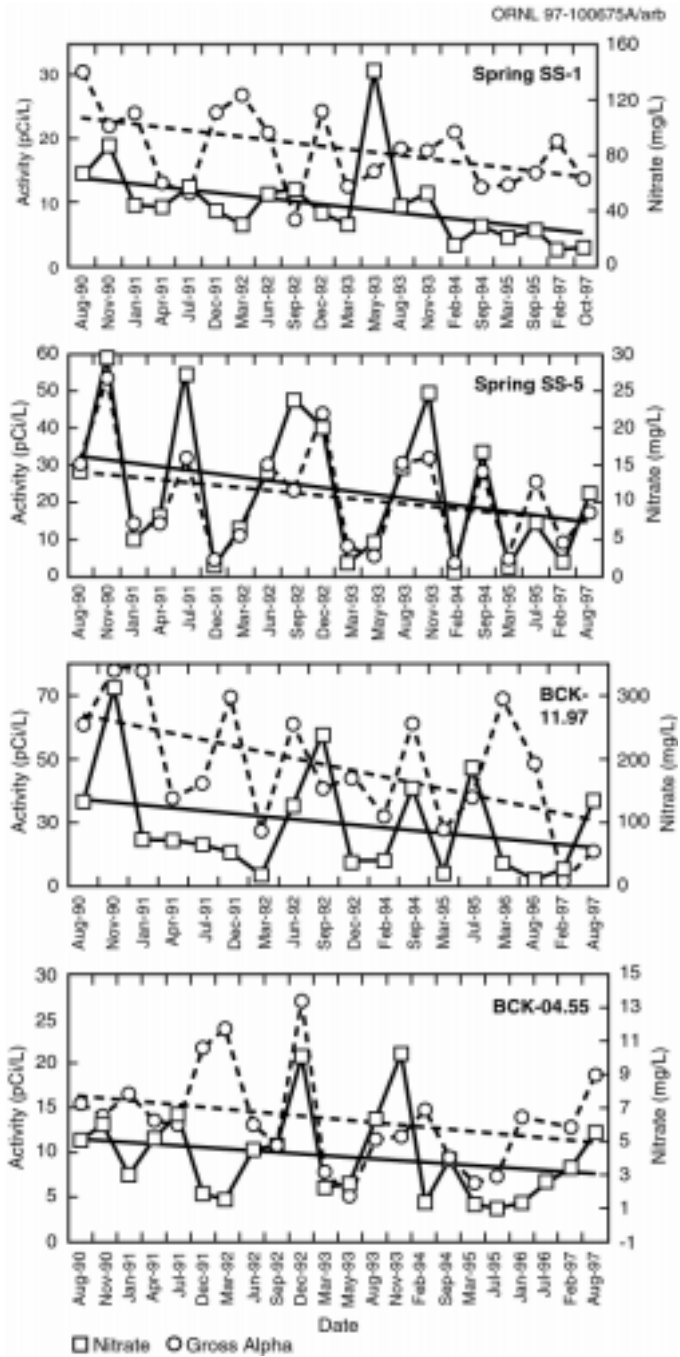 ORNL 97-100675A/arb
Spring SS-1
Activity (pCi/L)
30
20
10
0
Nitrate (mg/L)
160
120
80
40
0
Aug-90
Nov-90
Jan-91
Apr-91
Jul-91
Dec-91
Mar-92
Jun-92
Sep-92
Dec-92
Mar-93
May-93
Aug-93
Nov-93
Feb-94
Sep-94
Mar-95
Sep-95
Feb-97
Oct-97
Spring SS-5
Activity (pCi/L)
60
50
40
30
20
10
0
Nitrate (mg/L)
30
25
20
15
10
5
0
Aug-90
Nov-90
Jan-91
Apr-91
Jul-91
Dec-91
Mar-92
Jun-92
Sep-92
Dec-92
Mar-93
May-93
Aug-93
Nov-93
Feb-94
Sep-94
Mar-95
Jul-95
Feb-97
Aug-97
BCK-
11.97
Activity (pCi/L)
70
50
30
0
Nitrate (mg/L)
300
200
100
0
Aug-90
Nov-90
Jan-91
Apr-91
Jul-91
Dec-91
Mar-92
Jun-92
Sep-92
Dec-92
Feb-94
Sep-94
Mar-95
Jul-95
Mar-96
Aug-96
Feb-97
Aug-97
BCK-04.55
Activity (pCi/L)
30
25
20
15
10
5
0
Nitrate (mg/L)
15
13
11
9
7
5
3
1
-1
Aug-90
Nov-90
Jan-91
Apr-91
Jul-91
Dec-91
Mar-92
Jun-92
Sep-92
Dec-92
Mar-93
May-93
Aug-93
Nov-93
Feb-94
Sep-94
Mar-95
Jul-95
Jan-96
Jul-96
Feb-97
Aug-97
Date
Nitrate
Gross Alpha